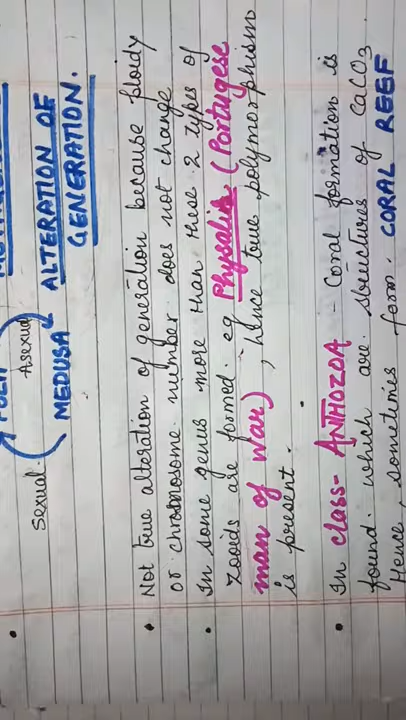 POLYP
Asexual
Sexual
MEDUSA
ALTERATION OF
GENERATION.
Not true alteration of generation because ploidy
or chromosome number does not change
In some genus more than these 2 types of
zooids are formed. eg Physalis (Portugese
man of war), hence true polymorphism
is present.
In class- ANTHOZOA - Coral formation is
found which are structures of CaCO3.
Hence, sometimes form. CORAL REEF